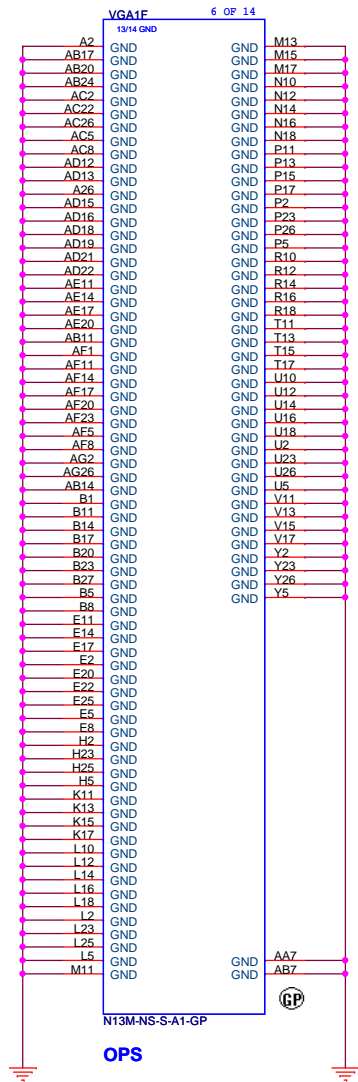 VGA1F 6 OF 14
13/14 GND
A2 GND GND M13
AB17 GND GND M15
AB20 GND GND M17
AB24 GND GND N10
AC2 GND GND N12
AC22 GND GND N14
AC26 GND GND N16
AC5 GND GND N18
AC8 GND GND P11
AD12 GND GND P13
AD13 GND GND P15
A26 GND GND P17
AD15 GND GND P2
AD16 GND GND P23
AD18 GND GND P26
AD19 GND GND P5
AD21 GND GND R10
AD22 GND GND R12
AE11 GND GND R14
AE14 GND GND R16
AE17 GND GND R18
AE20 GND GND T11
AB11 GND GND T13
AF1 GND GND T15
AF11 GND GND T17
AF14 GND GND U10
AF17 GND GND U12
AF20 GND GND U14
AF23 GND GND U16
AF5 GND GND U18
AF8 GND GND U2
AG2 GND GND U23
AG26 GND GND U26
AB14 GND GND U5
B1 GND GND V11
B11 GND GND V13
B14 GND GND V15
B17 GND GND V17
B20 GND GND Y2
B23 GND GND Y23
B27 GND GND Y26
B5 GND GND Y5
B8 GND
E11 GND
E14 GND
E17 GND
E2 GND
E20 GND
E22 GND
E25 GND
E5 GND
E8 GND
H2 GND
H23 GND
H25 GND
H5 GND
K11 GND
K13 GND
K15 GND
K17 GND
L10 GND
L12 GND
L14 GND
L16 GND
L18 GND
L2 GND
L23 GND
L25 GND
L5 GND GND AA7
M11 GND GND AB7
GP
N13M-NS-S-A1-GP
OPS